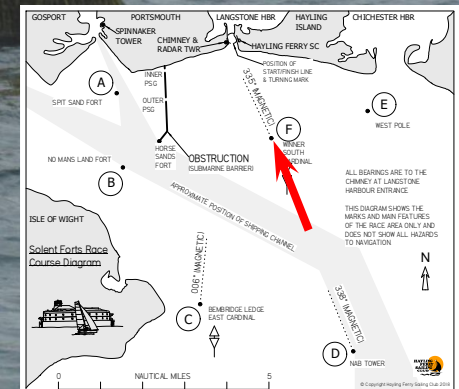 GOSPORT
PORTSMOUTH
LANGSTONE HBR
HAYLING
ISLAND
CHICHESTER HBR
SPINNAKER
TOWER
CHIMNEY &
RADAR TWR
HAYLING FERRY SC
POSITION OF
START/FINISH LINE
& TURNING MARK
INNER
PSG
A
335° (MAGNETIC)
SPIT SAND FORT
OUTER
PSG
E
WEST POLE
F
WINNER
SOUTH
CARDINAL
HORSE
SANDS
FORT
OBSTRUCTION
(SUBMARINE BARRIER)
NO MANS LAND FORT
B
ALL BEARINGS ARE TO THE
CHIMNEY AT LANGSTONE
HARBOUR ENTRANCE
APPROXIMATE POSITION OF SHIPPING CHANNEL
THIS DIAGRAM SHOWS THE
MARKS AND MAIN FEATURES
OF THE RACE AREA ONLY AND
DOES NOT SHOW ALL HAZARDS
TO NAVIGATION
ISLE OF WIGHT
Solent Forts Race
Course Diagram
006° (MAGNETIC)
N
338° (MAGNETIC)
C
BEMBRIDGE LEDGE
EAST CARDINAL
D
NAB TOWER
0
NAUTICAL MILES
5
HAYLING
FERRY
SAILING
CLUB
© Copyright Hayling Ferry Sailing Club 2016